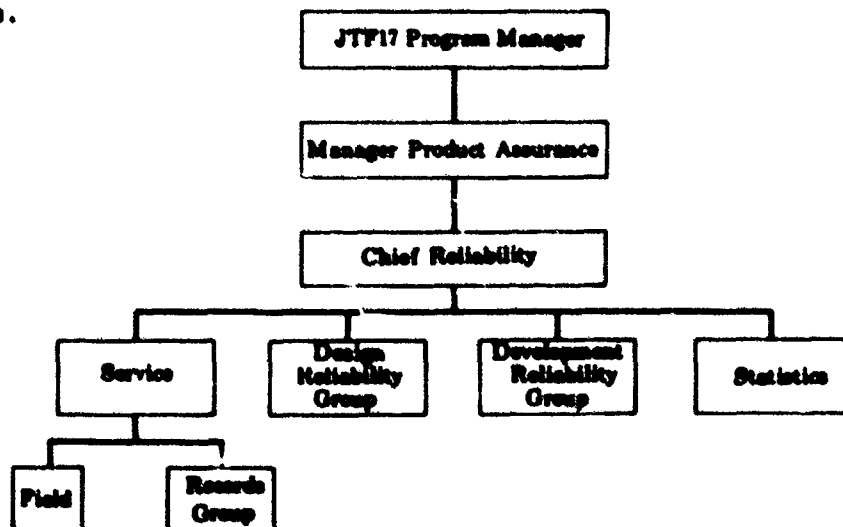 JTF17 Program Manager
Manager Product Assurance
Chief Reliability
Service
Design
Reliability
Group
Development
Reliability
Group
Statistics
Field
Records
Group